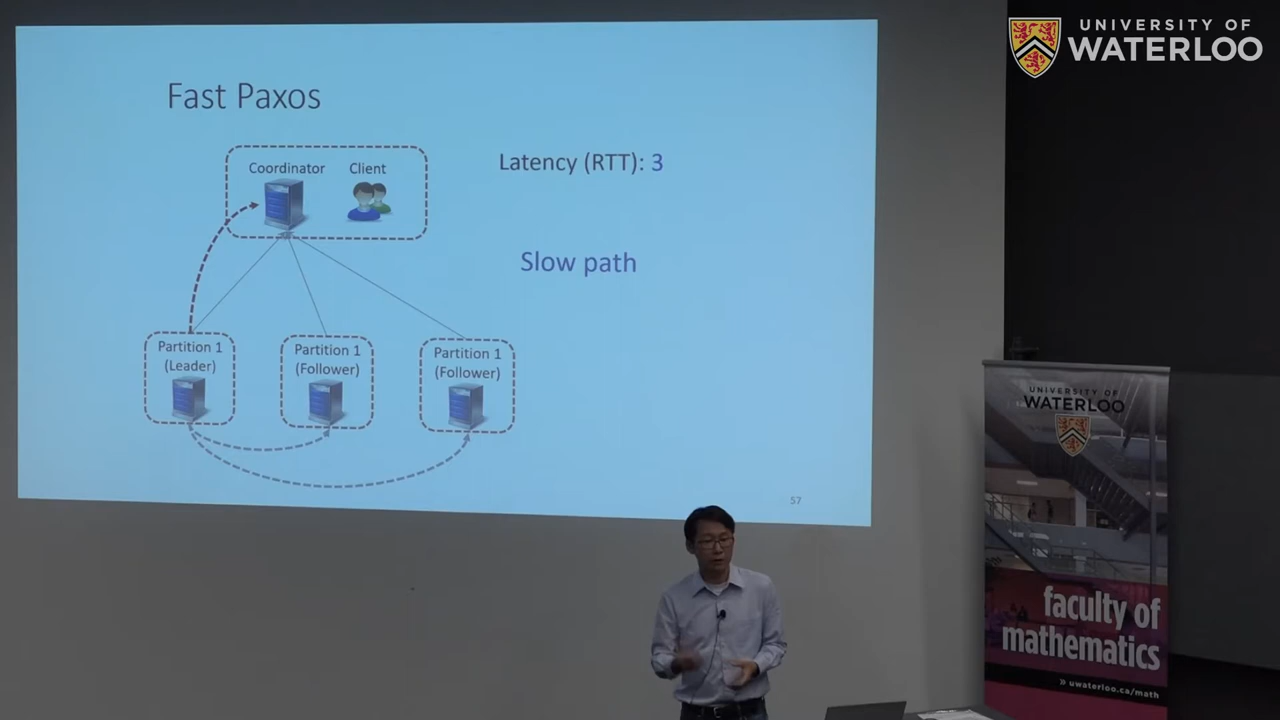 UNIVERSITY OF
WATERLOO
Fast Paxos
Coordinator
Client
Latency (RTT): 3
Slow path
Partition 1
(Leader)
Partition 1
(Follower)
Partition 1
(Follower)
57
UNIVERSITY OF
WATERLOO
faculty of
mathematics
» uwaterloo.ca/math